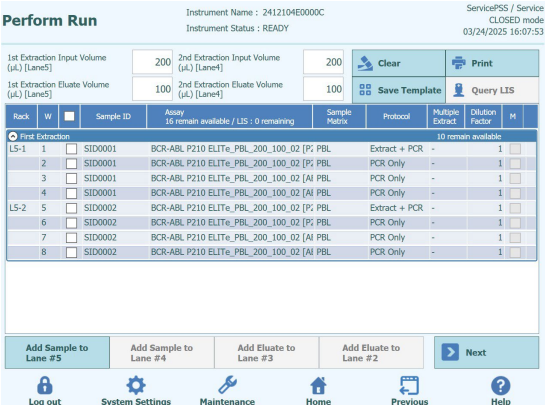 Perform Run
Instrument Name : 2412104E0000C
Instrument Status : READY
ServicePSS / Service
CLOSED mode
03/24/2025 16:07:53
1st Extraction Input Volume (µL) [Lane5] 200 2nd Extraction Input Volume (µL) [Lane4] 200 Clear Print
1st Extraction Eluate Volume (µL) [Lane5] 100 2nd Extraction Eluate Volume (µL) [Lane4] 100 Save Template Query LIS
Rack W Sample ID Assay 16 remain available / LIS : 0 remaining Sample Matrix Protocol Multiple Extract Dilution Factor M
First Extraction 10 remain available
L5-1 1 SID0001 BCR-ABL P210 ELITe_PBL_200_100_02 [P2 PBL Extract + PCR - 1
2 SID0001 BCR-ABL P210 ELITe_PBL_200_100_02 [P2 PBL PCR Only - 1
3 SID0001 BCR-ABL P210 ELITe_PBL_200_100_02 [AB PBL PCR Only - 1
4 SID0001 BCR-ABL P210 ELITe_PBL_200_100_02 [AB PBL PCR Only - 1
L5-2 5 SID0002 BCR-ABL P210 ELITe_PBL_200_100_02 [P2 PBL Extract + PCR - 1
6 SID0002 BCR-ABL P210 ELITe_PBL_200_100_02 [P2 PBL PCR Only - 1
7 SID0002 BCR-ABL P210 ELITe_PBL_200_100_02 [AB PBL PCR Only - 1
8 SID0002 BCR-ABL P210 ELITe_PBL_200_100_02 [AB PBL PCR Only - 1
Add Sample to Lane #5 Add Sample to Lane #4 Add Eluate to Lane #3 Add Eluate to Lane #2 Next
Log out System Settings Maintenance Home Previous Help